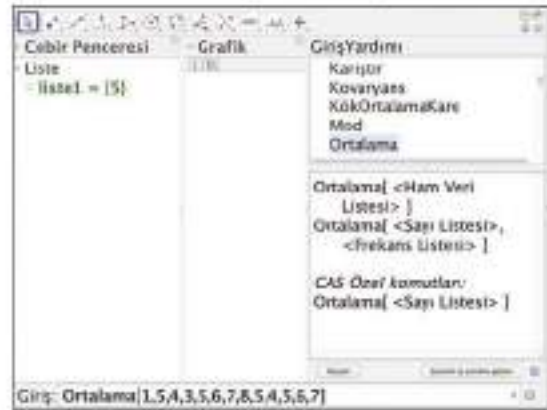 Cebir Penceresi
Grafik
GirişYardımı
Liste
liste1 = {5}
Karıştır
Kovaryans
KökOrtalamaKare
Mod
Ortalama
Ortalama[ <Ham Veri
Listesi> ]
Ortalama[ <Sayı Listesi>,
<Frekans Listesi> ]
CAS Özel komutları:
Ortalama[ <Sayı Listesi> ]
Giriş: Ortalama[1,5,4,3,5,6,7,8,5,4,5,6,7]